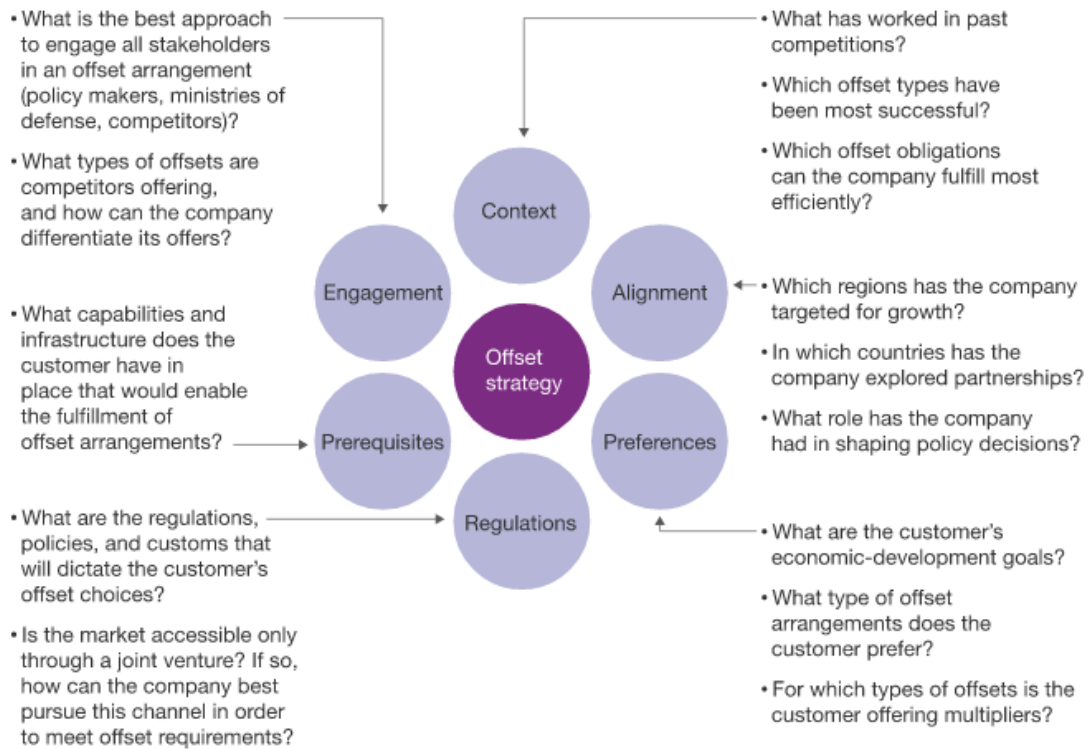 • What is the best approach
to engage all stakeholders
in an offset arrangement
(policy makers, ministries of
defense, competitors)?
• What types of offsets are
competitors offering,
and how can the company
differentiate its offers?
• What capabilities and
infrastructure does the
customer have in
place that would enable
the fulfillment of
offset arrangements?
• What are the regulations,
policies, and customs that
will dictate the customer’s
offset choices?
• Is the market accessible only
through a joint venture? If so,
how can the company best
pursue this channel in order
to meet offset requirements?
Context
Engagement
Alignment
Offset
strategy
Prerequisites
Preferences
Regulations
• What has worked in past
competitions?
• Which offset types have
been most successful?
• Which offset obligations
can the company fulfill most
efficiently?
• Which regions has the company
targeted for growth?
• In which countries has the
company explored partnerships?
• What role has the company
had in shaping policy decisions?
• What are the customer’s
economic-development goals?
• What type of offset
arrangements does the
customer prefer?
• For which types of offsets is the
customer offering multipliers?